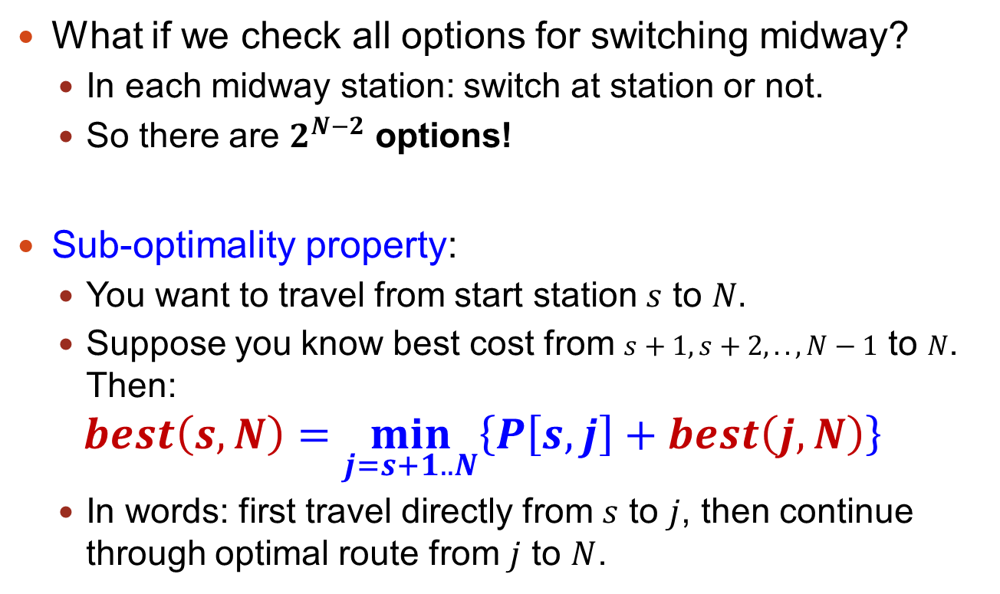 • What if we check all options for switching midway?
• In each midway station: switch at station or not.
• So there are 2^{N−2} options!
• Sub-optimality property:
• You want to travel from start station s to N.
• Suppose you know best cost from s + 1, s + 2, . . , N − 1 to N.
Then:
best(s, N) = min_{j=s+1..N} {P[s, j] + best(j, N)}
• In words: first travel directly from s to j, then continue
through optimal route from j to N.